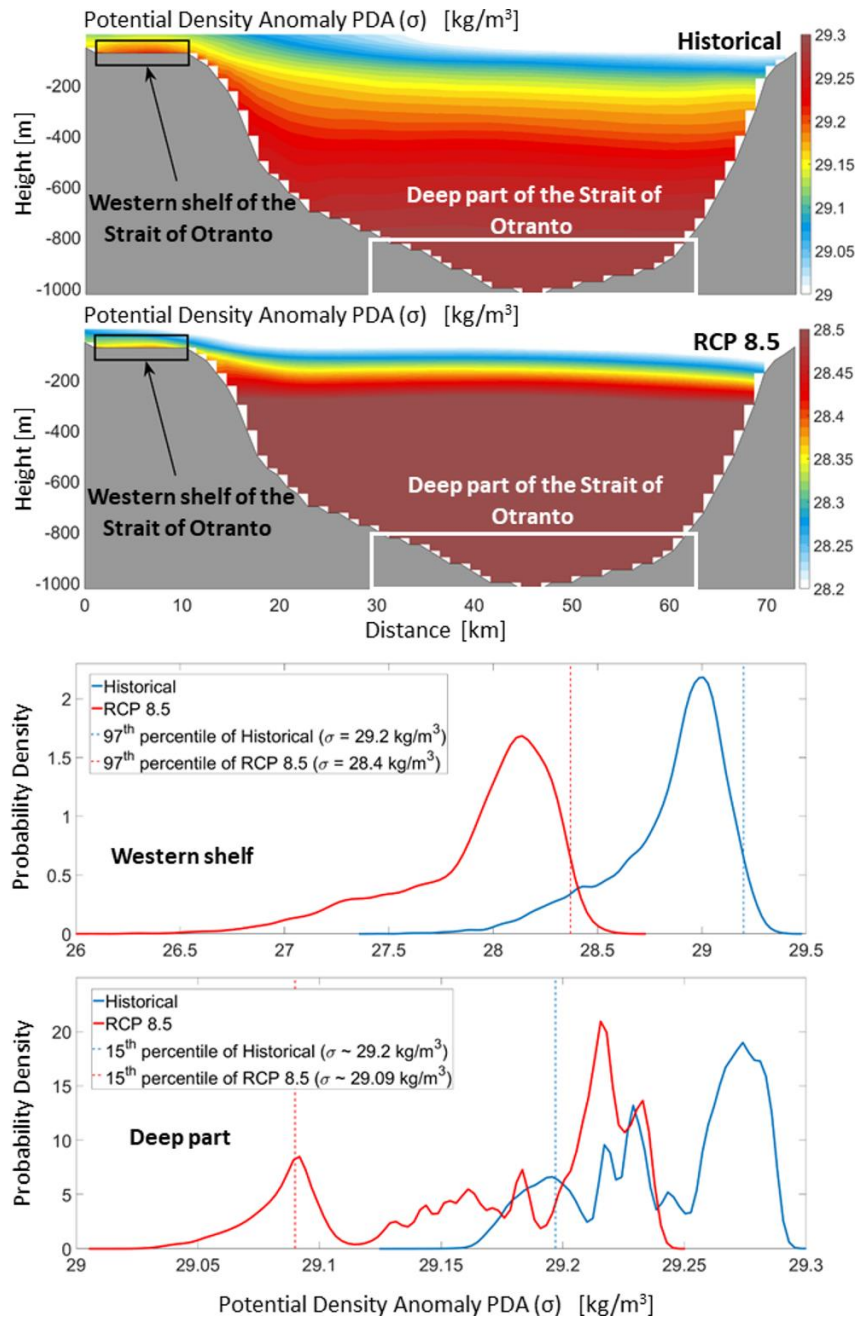 Potential Density Anomaly PDA (σ) [kg/m³]
Historical
29.3
29.25
29.2
29.15
29.1
29.05
29
Height [m]
-200
-400
-600
-800
-1000
Western shelf of the
Strait of Otranto
Deep part of the Strait of
Otranto
Potential Density Anomaly PDA (σ) [kg/m³]
RCP 8.5
28.5
28.45
28.4
28.35
28.3
28.25
28.2
Height [m]
-200
-400
-600
-800
-1000
Western shelf of the
Strait of Otranto
Deep part of the Strait of
Otranto
0 10 20 30 40 50 60 70
Distance [km]
Probability Density
2
1.5
1
0.5
0
Historical
RCP 8.5
97th percentile of Historical (σ = 29.2 kg/m³)
97th percentile of RCP 8.5 (σ = 28.4 kg/m³)
Western shelf
26 26.5 27 27.5 28 28.5 29 29.5
Probability Density
20
15
10
5
0
Historical
RCP 8.5
15th percentile of Historical (σ ~ 29.2 kg/m³)
15th percentile of RCP 8.5 (σ ~ 29.09 kg/m³)
Deep part
29 29.05 29.1 29.15 29.2 29.25 29.3
Potential Density Anomaly PDA (σ) [kg/m³]